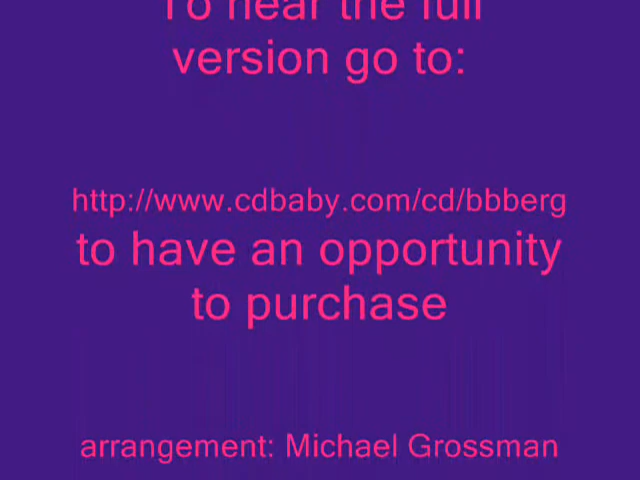 To hear the full
version go to:
http://www.cdbaby.com/cd/bbberg
to have an opportunity
to purchase
arrangement: Michael Grossman